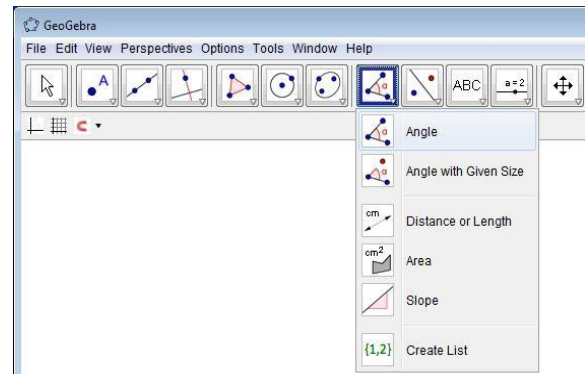 GeoGebra
File Edit View Perspectives Options Tools Window Help
A α ABC a=2
α Angle
α Angle with Given Size
cm Distance or Length
cm² Area
Slope
{1,2} Create List